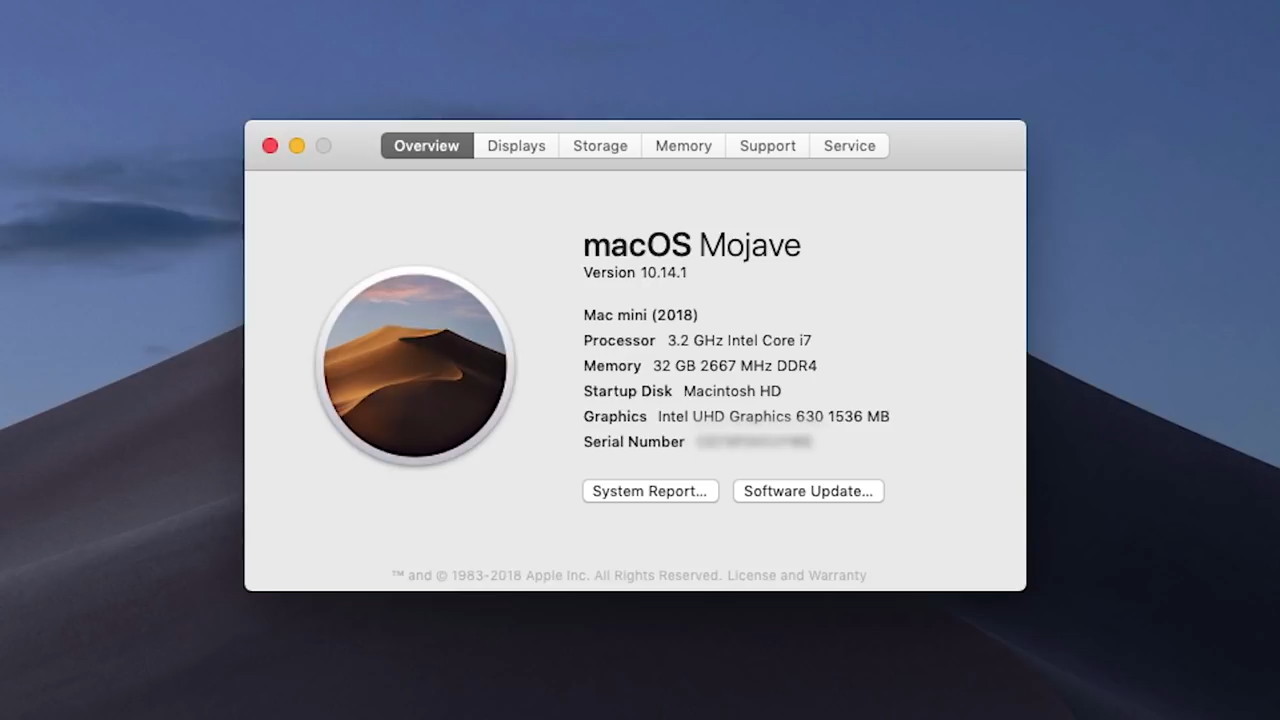 Overview Displays Storage Memory Support Service
macOS Mojave
Version 10.14.1
Mac mini (2018)
Processor 3.2 GHz Intel Core i7
Memory 32 GB 2667 MHz DDR4
Startup Disk Macintosh HD
Graphics Intel UHD Graphics 630 1536 MB
Serial Number
System Report... Software Update...
™ and © 1983-2018 Apple Inc. All Rights Reserved. License and Warranty